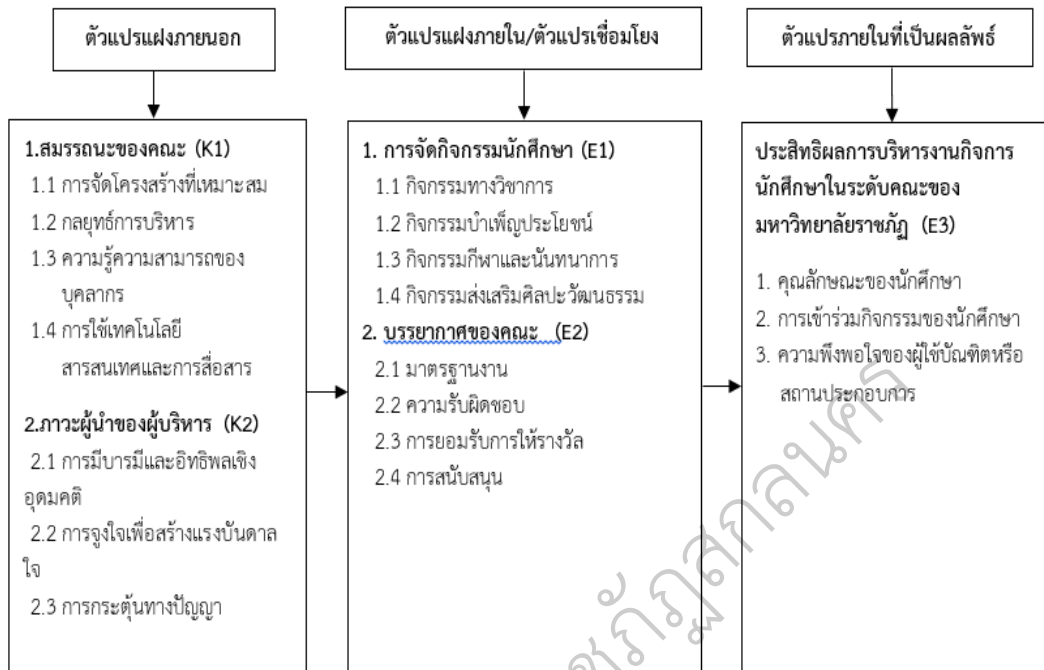 ตัวแปรแฝงภายนอก
ตัวแปรแฝงภายใน/ตัวแปรเชื่อมโยง
ตัวแปรภายในที่เป็นผลลัพธ์
1.สมรรถนะของคณะ (K1)
1.1 การจัดโครงสร้างที่เหมาะสม
1.2 กลยุทธ์การบริหาร
1.3 ความรู้ความสามารถของ
บุคลากร
1.4 การใช้เทคโนโลยี
สารสนเทศและการสื่อสาร
2.ภาวะผู้นำของผู้บริหาร (K2)
2.1 การมีบารมีและอิทธิพลเชิง
อุดมคติ
2.2 การจูงใจเพื่อสร้างแรงบันดาล
ใจ
2.3 การกระตุ้นทางปัญญา
1. การจัดกิจกรรมนักศึกษา (E1)
1.1 กิจกรรมทางวิชาการ
1.2 กิจกรรมบำเพ็ญประโยชน์
1.3 กิจกรรมกีฬาและนันทนาการ
1.4 กิจกรรมส่งเสริมศิลปะวัฒนธรรม
2. บรรยากาศของคณะ (E2)
2.1 มาตรฐานงาน
2.2 ความรับผิดชอบ
2.3 การยอมรับการให้รางวัล
2.4 การสนับสนุน
ประสิทธิผลการบริหารงานกิจการ
นักศึกษาในระดับคณะของ
มหาวิทยาลัยราชภัฏ (E3)
1. คุณลักษณะของนักศึกษา
2. การเข้าร่วมกิจกรรมของนักศึกษา
3. ความพึงพอใจของผู้ใช้บัณฑิตหรือ
สถานประกอบการ